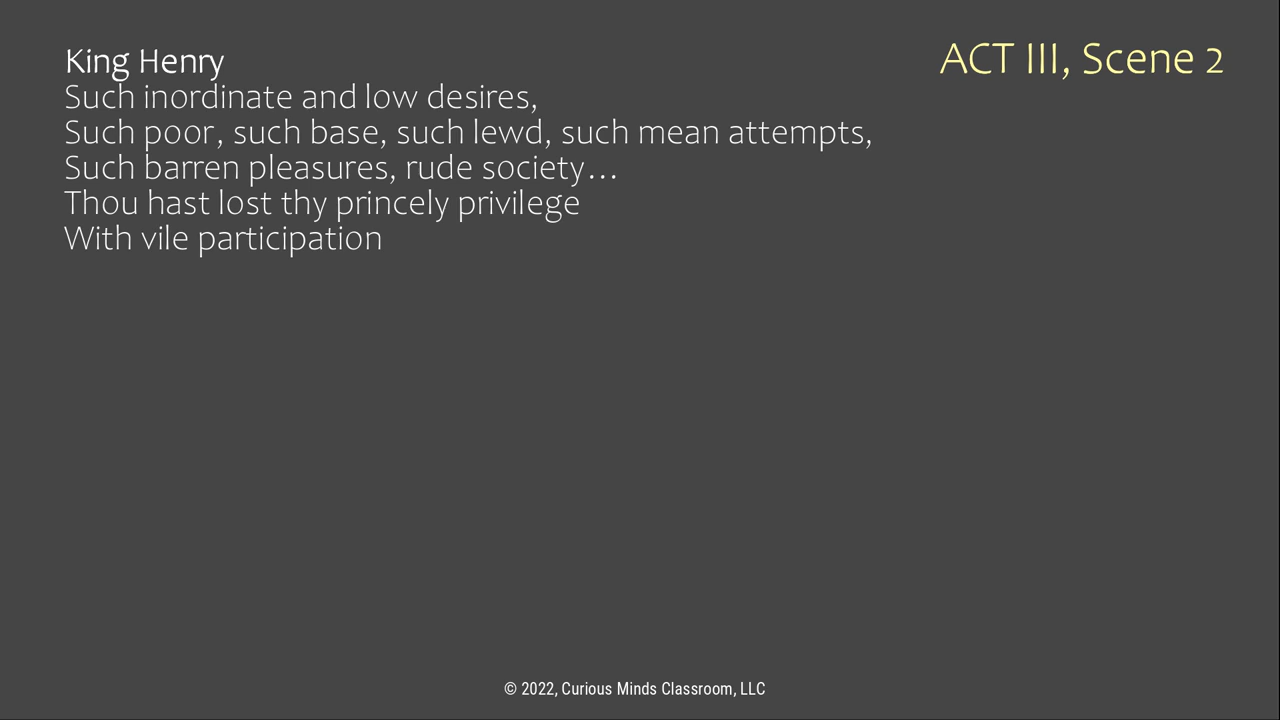 King Henry
ACT III, Scene 2
Such inordinate and low desires,
Such poor, such base, such lewd, such mean attempts,
Such barren pleasures, rude society...
Thou hast lost thy princely privilege
With vile participation
© 2022, Curious Minds Classroom, LLC